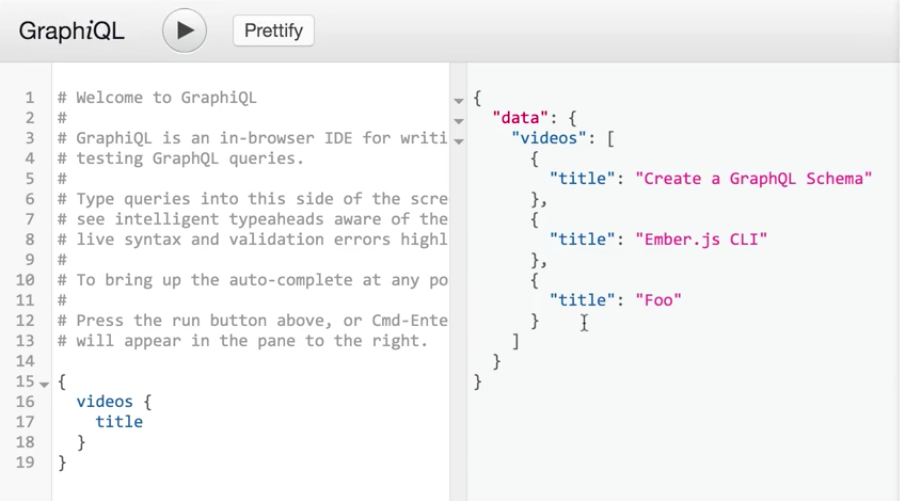 GraphiQL
Prettify
1 # Welcome to GraphiQL
2 #
3 # GraphiQL is an in-browser IDE for writi
4 # testing GraphQL queries.
5 #
6 # Type queries into this side of the scre
7 # see intelligent typeaheads aware of the
8 # live syntax and validation errors highl
9 #
10 # To bring up the auto-complete at any po
11 #
12 # Press the run button above, or Cmd-Ente
13 # will appear in the pane to the right.
14
15 {
16   videos {
17     title
18   }
19 }
{
  "data": {
    "videos": [
      {
        "title": "Create a GraphQL Schema"
      },
      {
        "title": "Ember.js CLI"
      },
      {
        "title": "Foo"
      }
    ]
  }
}